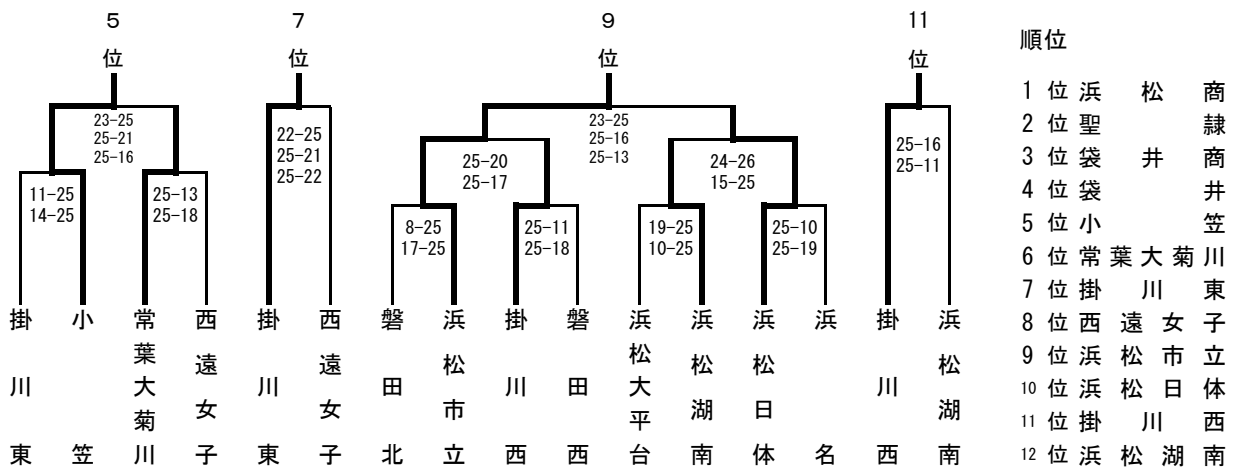 5 7 9 11 順位
位 位 位 位
1 位 浜松商
2 位 聖隷
3 位 袋井商
4 位 袋井
5 位 小笠
6 位 常葉大菊川
7 位 掛川東
8 位 西遠女子
9 位 浜松市立
10 位 浜松日体
11 位 掛川西
12 位 浜松湖南
23-25
25-21
25-16
11-25
14-25
25-13
25-18
22-25
25-21
25-22
23-25
25-16
25-13
25-20
25-17
24-26
15-25
8-25
17-25
25-11
25-18
19-25
10-25
25-10
25-19
25-16
25-11
掛川東
小笠
常葉大菊川
西遠女子
掛川東
西遠女子
磐田北
浜松市立
掛川西
磐田西
浜松大平台
浜松湖南
浜松日体
浜名
掛川西
浜松湖南